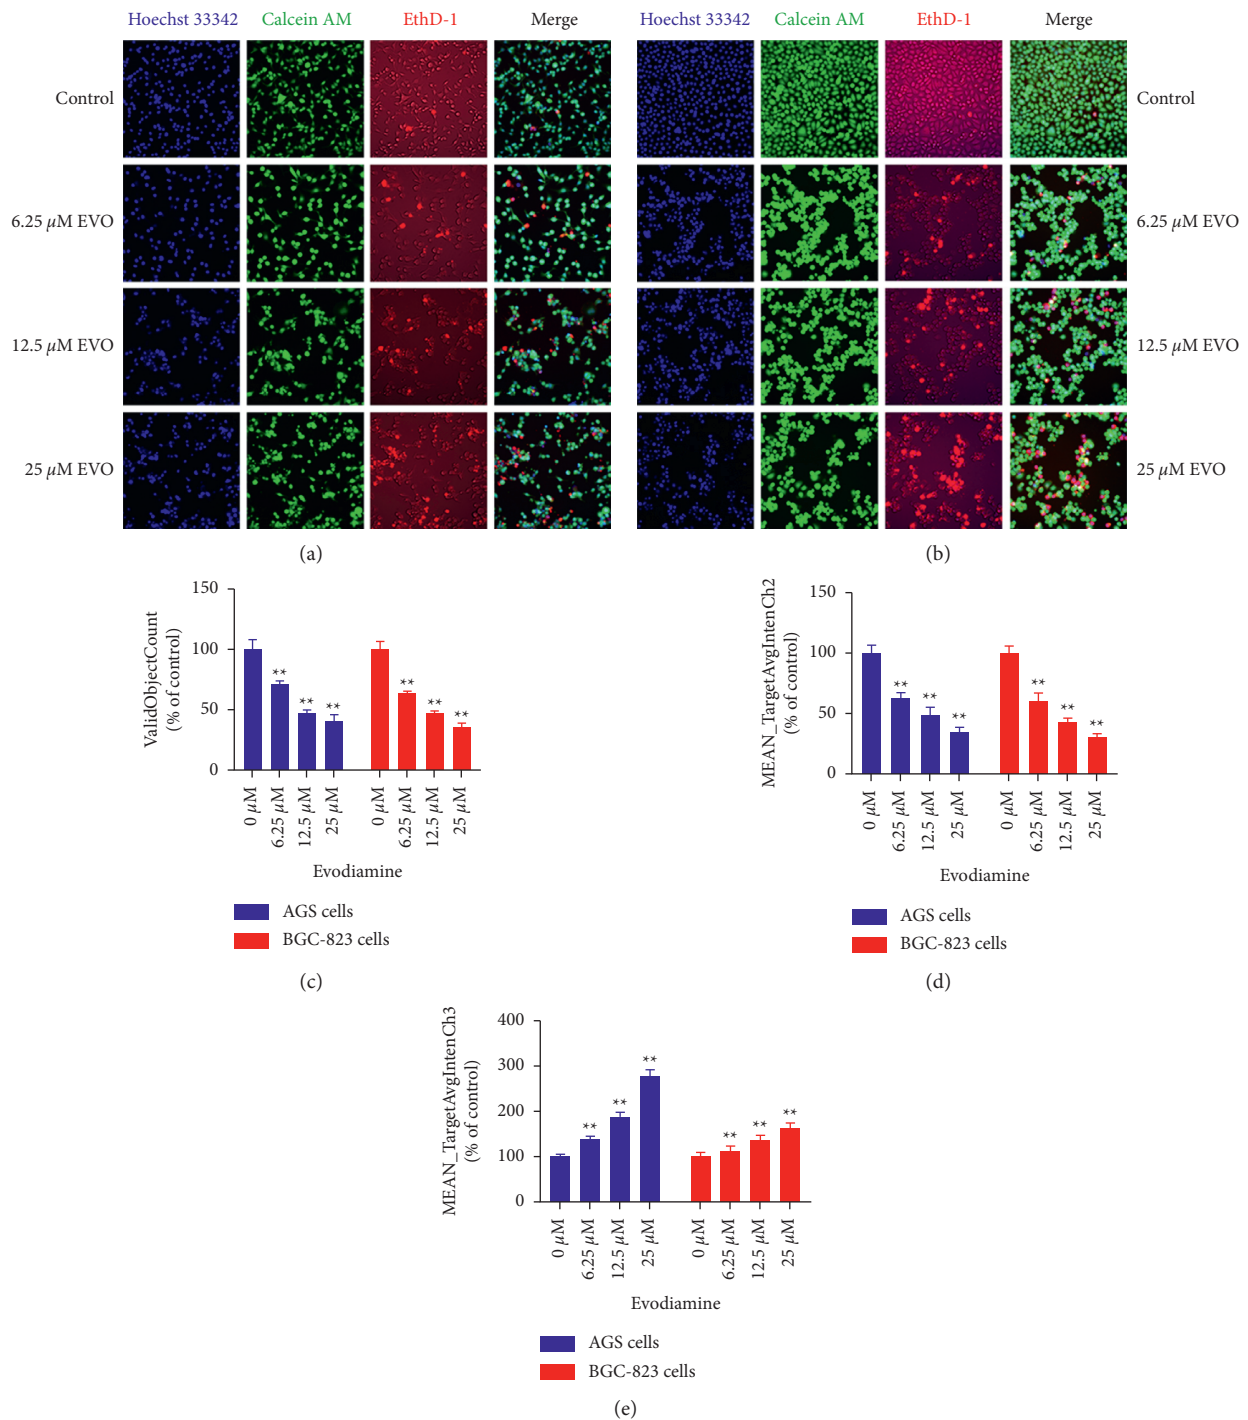 Hoechst 33342 Calcein AM EthD-1 Merge Hoechst 33342 Calcein AM EthD-1 Merge
Control Control
6.25 µM EVO 6.25 µM EVO
12.5 µM EVO 12.5 µM EVO
25 µM EVO 25 µM EVO
(a) (b)
ValidObjectCount
(% of control)
150
100
50
0
** ** ** ** ** **
0 µM 6.25 µM 12.5 µM 25 µM 0 µM 6.25 µM 12.5 µM 25 µM
Evodiamine
AGS cells
BGC-823 cells
(c)
MEAN_TargetAvgIntenCh2
(% of control)
150
100
50
0
** ** ** ** ** **
0 µM 6.25 µM 12.5 µM 25 µM 0 µM 6.25 µM 12.5 µM 25 µM
Evodiamine
AGS cells
BGC-823 cells
(d)
MEAN_TargetAvgIntenCh3
(% of control)
400
300
200
100
0
** ** ** ** ** **
0 µM 6.25 µM 12.5 µM 25 µM 0 µM 6.25 µM 12.5 µM 25 µM
Evodiamine
AGS cells
BGC-823 cells
(e)